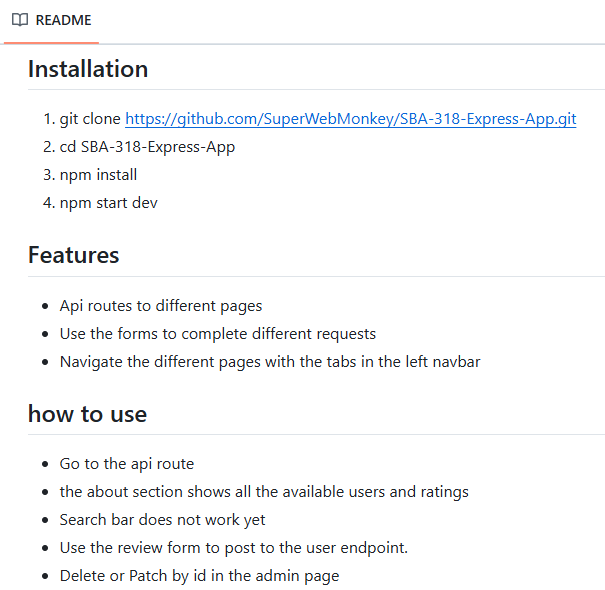 README
Installation
1. git clone https://github.com/SuperWebMonkey/SBA-318-Express-App.git
2. cd SBA-318-Express-App
3. npm install
4. npm start dev
Features
• Api routes to different pages
• Use the forms to complete different requests
• Navigate the different pages with the tabs in the left navbar
how to use
• Go to the api route
• the about section shows all the available users and ratings
• Search bar does not work yet
• Use the review form to post to the user endpoint.
• Delete or Patch by id in the admin page